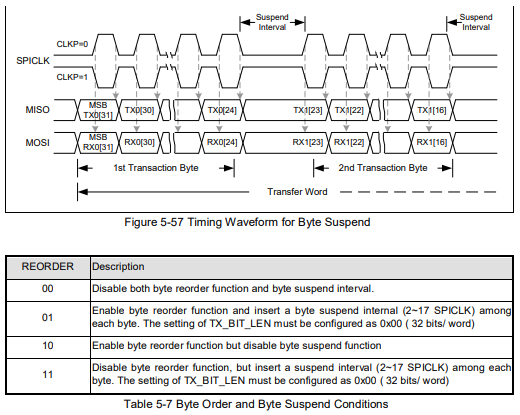 Suspend Interval
Suspend Interval
CLKP=0
SPICLK
CLKP=1
MISO
MSB TX0[31]
TX0[30]
TX0[24]
TX1[23]
TX1[22]
TX1[16]
MOSI
MSB RX0[31]
RX0[30]
RX0[24]
RX1[23]
RX1[22]
RX1[16]
1st Transaction Byte
2nd Transaction Byte
Transfer Word
Figure 5-57 Timing Waveform for Byte Suspend
REORDER Description
00 Disable both byte reorder function and byte suspend interval.
01 Enable byte reorder function and insert a byte suspend internal (2~17 SPICLK) among
each byte. The setting of TX_BIT_LEN must be configured as 0x00 ( 32 bits/ word)
10 Enable byte reorder function but disable byte suspend function
11 Disable byte reorder function, but insert a suspend interval (2~17 SPICLK) among each
byte. The setting of TX_BIT_LEN must be configured as 0x00 ( 32 bits/ word)
Table 5-7 Byte Order and Byte Suspend Conditions